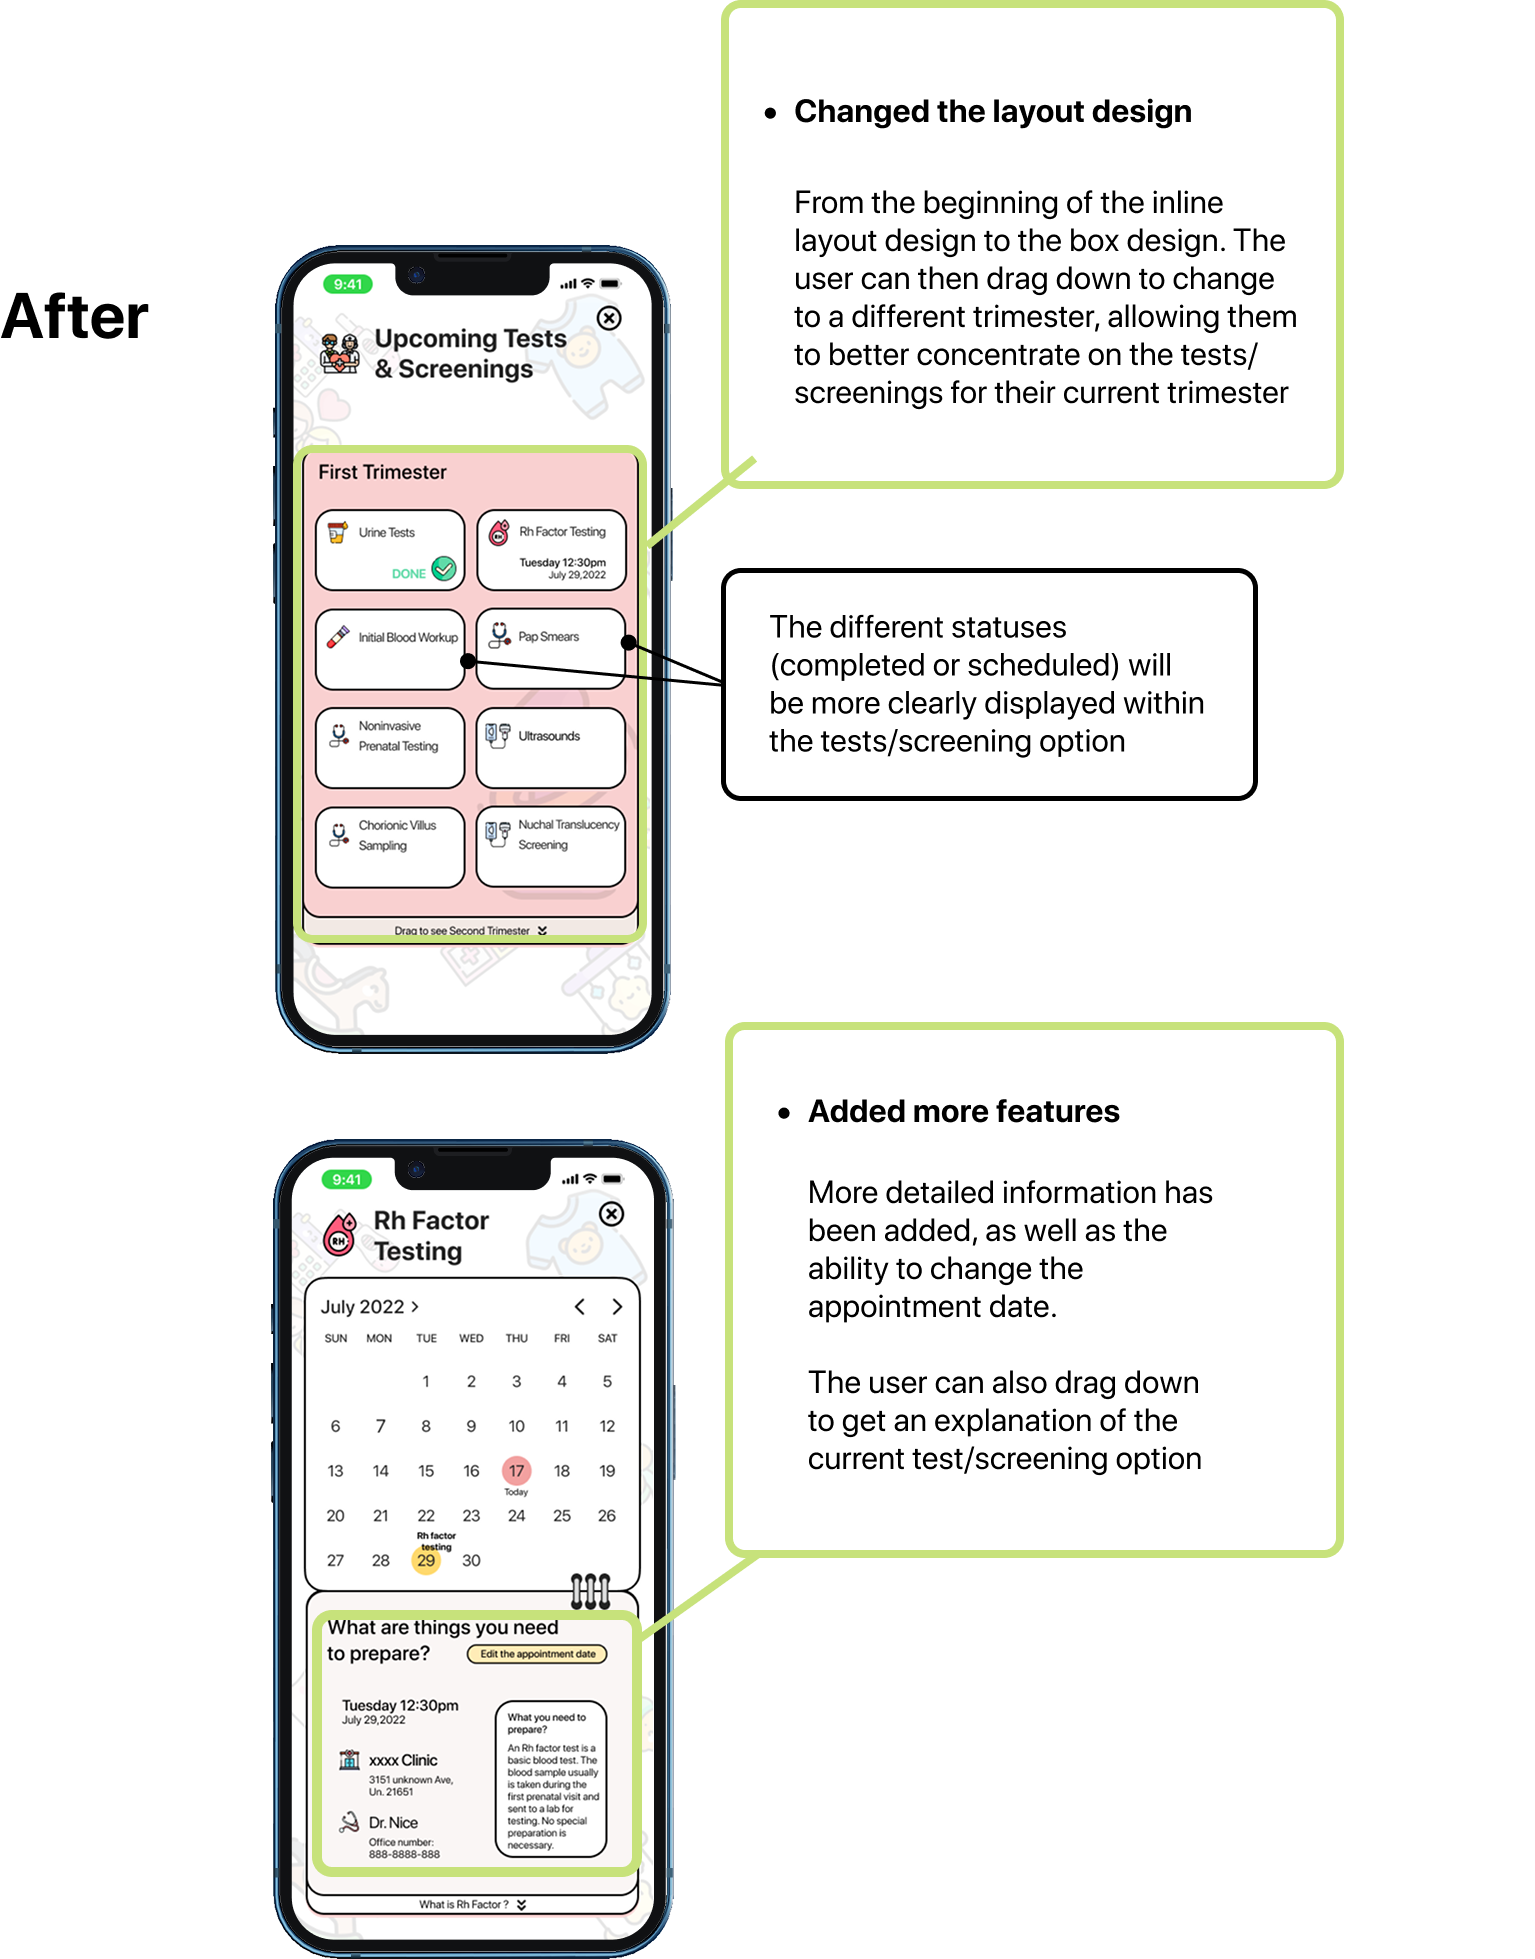 After
9:41
Upcoming Tests
& Screenings
First Trimester
Urine Tests
DONE
Rh Factor Testing
Tuesday 12:30pm
July 29,2022
Initial Blood Workup
Pap Smears
Noninvasive
Prenatal Testing
Ultrasounds
Chorionic Villus
Sampling
Nuchal Translucency
Screening
Drag to see Second Trimester
• Changed the layout design
From the beginning of the inline
layout design to the box design. The
user can then drag down to change
to a different trimester, allowing them
to better concentrate on the tests/
screenings for their current trimester
The different statuses
(completed or scheduled) will
be more clearly displayed within
the tests/screening option
9:41
RH
Rh Factor
Testing
July 2022 >
SUN MON TUE WED THU FRI SAT
1 2 3 4 5
6 7 8 9 10 11 12
13 14 15 16 17 18 19
Today
20 21 22 23 24 25 26
Rh factor
testing
27 28 29 30
What are things you need
to prepare?
Edit the appointment date
Tuesday 12:30pm
July 29,2022
xxxx Clinic
3151 unknown Ave,
Un. 21651
Dr. Nice
Office number:
888-8888-888
What you need to
prepare?
An Rh factor test is a
basic blood test. The
blood sample usually
is taken during the
first prenatal visit and
sent to a lab for
testing. No special
preparation is
necessary.
What is Rh Factor ?
• Added more features
More detailed information has
been added, as well as the
ability to change the
appointment date.
The user can also drag down
to get an explanation of the
current test/screening option